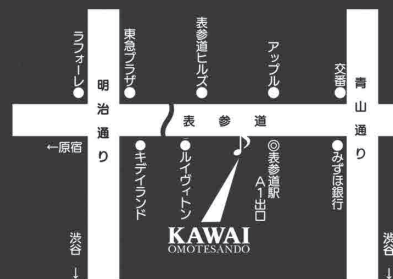 ラフォーレ
東急プラザ
表参道ヒルズ
アップル
交番
明治通り
表参道
青山通り
←原宿
キデイランド
ルイヴィトン
◎表参道駅
A1出口
みずほ銀行
KAWAI
OMOTESANDO
渋谷↓
渋谷↓